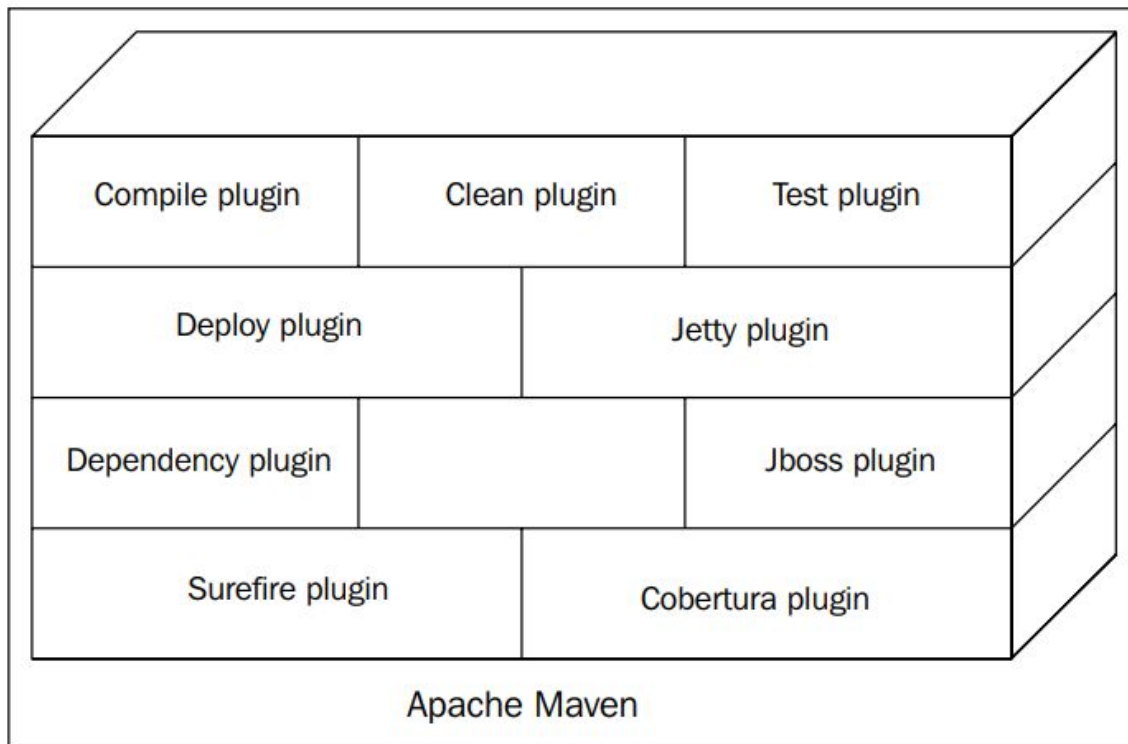 Compile plugin
Clean plugin
Test plugin
Deploy plugin
Jetty plugin
Dependency plugin
Jboss plugin
Surefire plugin
Cobertura plugin
Apache Maven